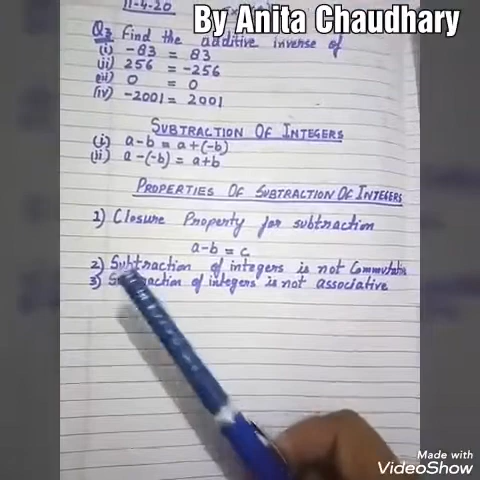 By Anita Chaudhary
11-4-20
Q3 Find the additive inverse of
(i) -83 = 83
(ii) 256 = -256
(iii) 0 = 0
(iv) -2001 = 2001
SUBTRACTION OF INTEGERS
(i) a-b = a+(-b)
(ii) a-(-b) = a+b
PROPERTIES OF SUBTRACTION OF INTEGERS
1) Closure Property for subtraction
a-b = c
2) Subtraction of integers is not Commutative
3) Subtraction of integers is not associative
Made with
VideoShow